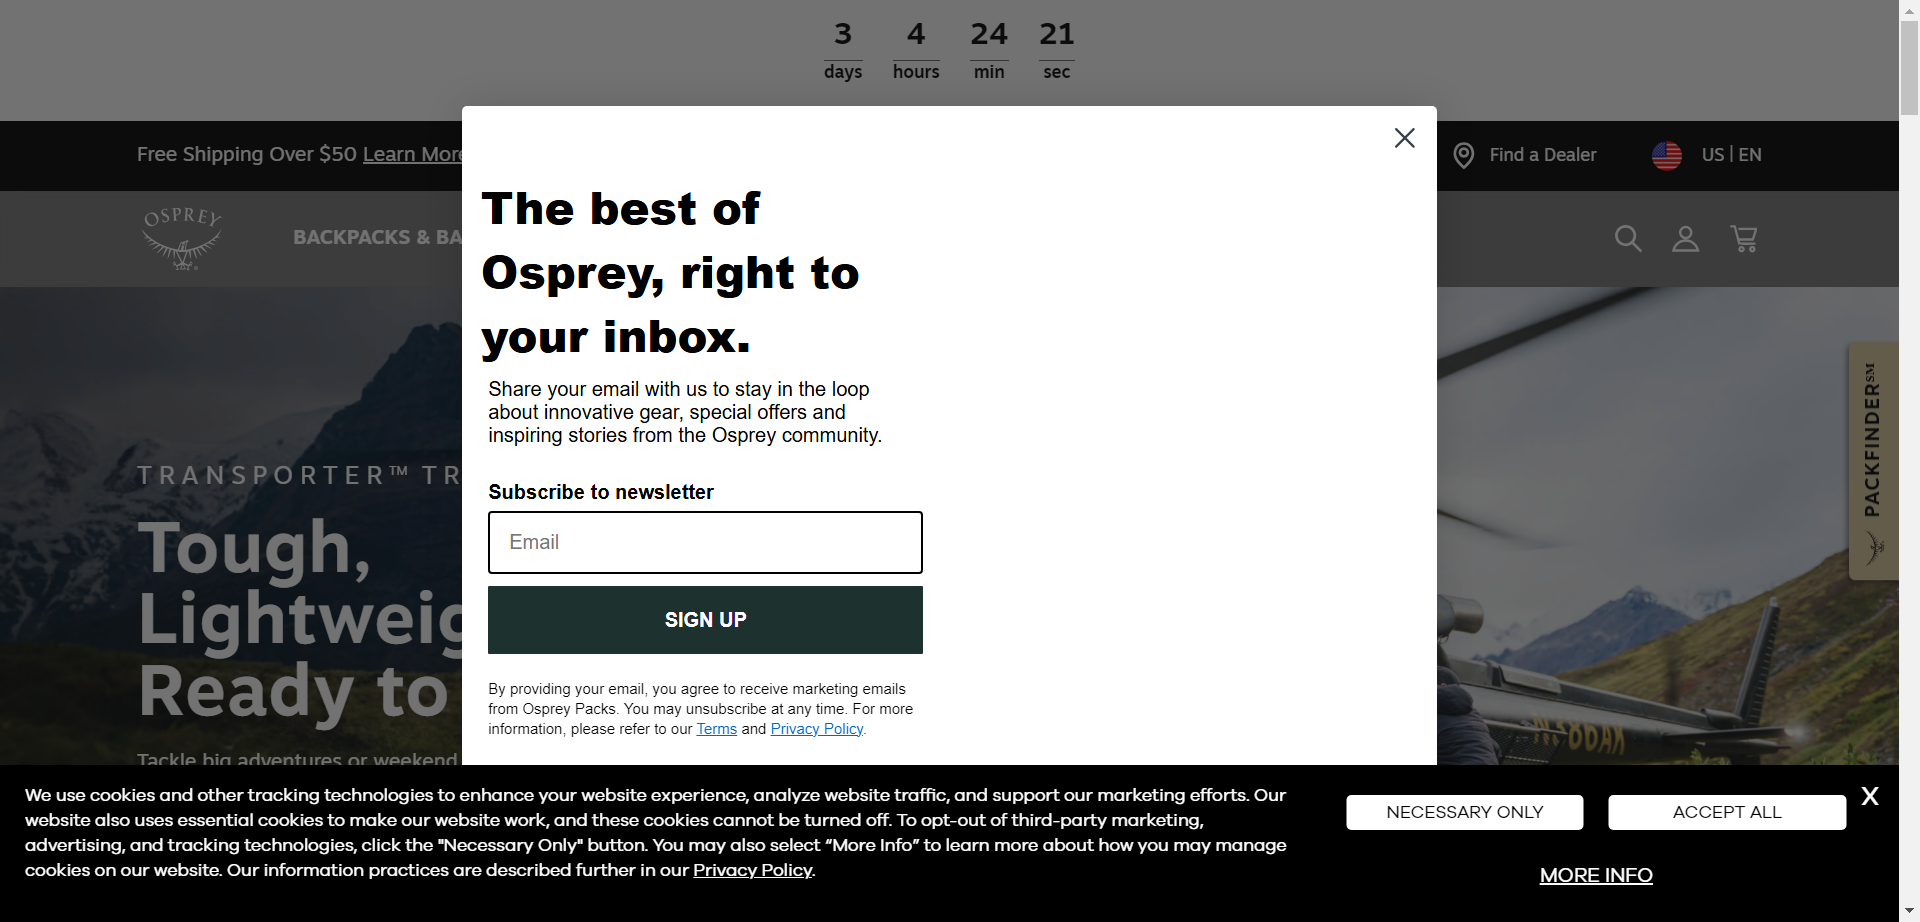 3 4 24 21
days hours min sec
Free Shipping Over $50 Learn More
Find a Dealer
US | EN
OSPREY
BACKPACKS & BA
The best of
Osprey, right to
your inbox.
Share your email with us to stay in the loop
about innovative gear, special offers and
inspiring stories from the Osprey community.
Subscribe to newsletter
Email
SIGN UP
By providing your email, you agree to receive marketing emails
from Osprey Packs. You may unsubscribe at any time. For more
information, please refer to our Terms and Privacy Policy.
TRANSPORTER™ TR
Tough,
Lightweig
Ready to
Tackle big adventures or weekend
PACKFINDER℠
We use cookies and other tracking technologies to enhance your website experience, analyze website traffic, and support our marketing efforts. Our
website also uses essential cookies to make our website work, and these cookies cannot be turned off. To opt-out of third-party marketing,
advertising, and tracking technologies, click the "Necessary Only" button. You may also select “More Info” to learn more about how you may manage
cookies on our website. Our information practices are described further in our Privacy Policy.
NECESSARY ONLY
ACCEPT ALL
X
MORE INFO